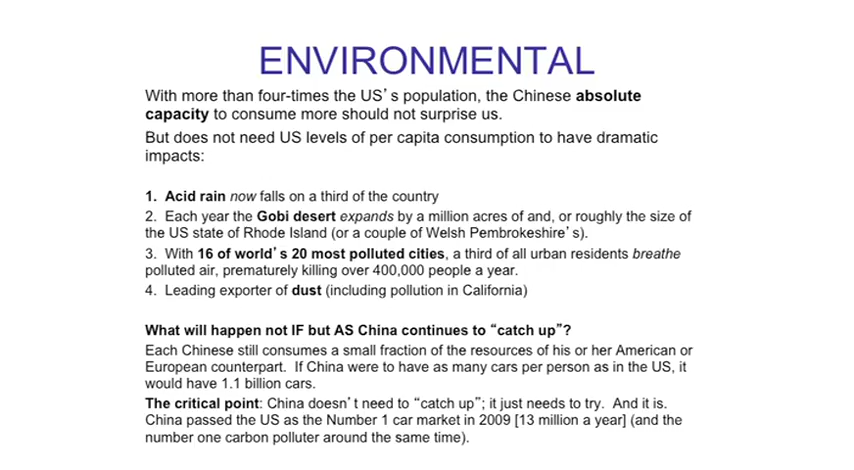 ENVIRONMENTAL
With more than four-times the US’s population, the Chinese absolute
capacity to consume more should not surprise us.
But does not need US levels of per capita consumption to have dramatic
impacts:
1. Acid rain now falls on a third of the country
2. Each year the Gobi desert expands by a million acres of and, or roughly the size of
the US state of Rhode Island (or a couple of Welsh Pembrokeshire’s).
3. With 16 of world’s 20 most polluted cities, a third of all urban residents breathe
polluted air, prematurely killing over 400,000 people a year.
4. Leading exporter of dust (including pollution in California)
What will happen not IF but AS China continues to “catch up”?
Each Chinese still consumes a small fraction of the resources of his or her American or
European counterpart. If China were to have as many cars per person as in the US, it
would have 1.1 billion cars.
The critical point: China doesn’t need to “catch up”; it just needs to try. And it is.
China passed the US as the Number 1 car market in 2009 [13 million a year] (and the
number one carbon polluter around the same time).